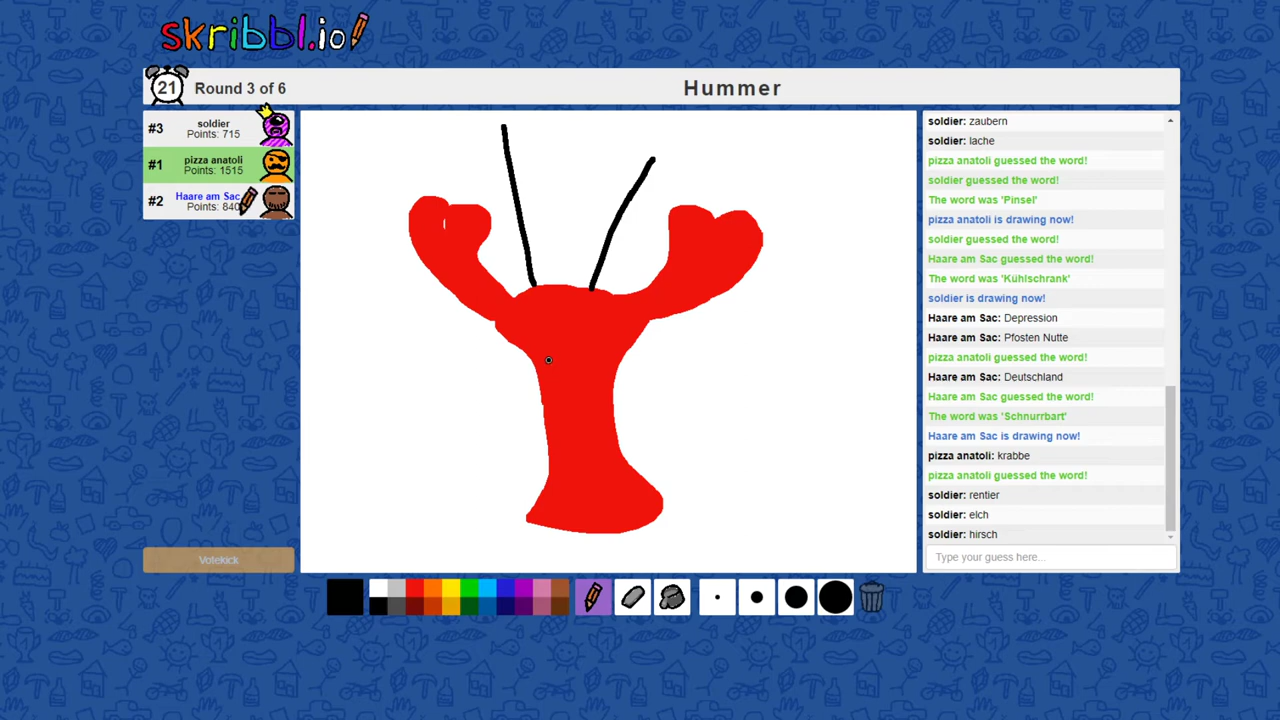 skribbl.io
21 Round 3 of 6
Hummer
#3 soldier
Points: 715
#1 pizza anatoli
Points: 1515
#2 Haare am Sac
Points: 840
Votekick
soldier: zaubern
soldier: lache
pizza anatoli guessed the word!
soldier guessed the word!
The word was 'Pinsel'
pizza anatoli is drawing now!
soldier guessed the word!
Haare am Sac guessed the word!
The word was 'Kühlschrank'
soldier is drawing now!
Haare am Sac: Depression
Haare am Sac: Pfosten Nutte
pizza anatoli guessed the word!
Haare am Sac: Deutschland
Haare am Sac guessed the word!
The word was 'Schnurrbart'
Haare am Sac is drawing now!
pizza anatoli: krabbe
pizza anatoli guessed the word!
soldier: rentier
soldier: elch
soldier: hirsch
Type your guess here...